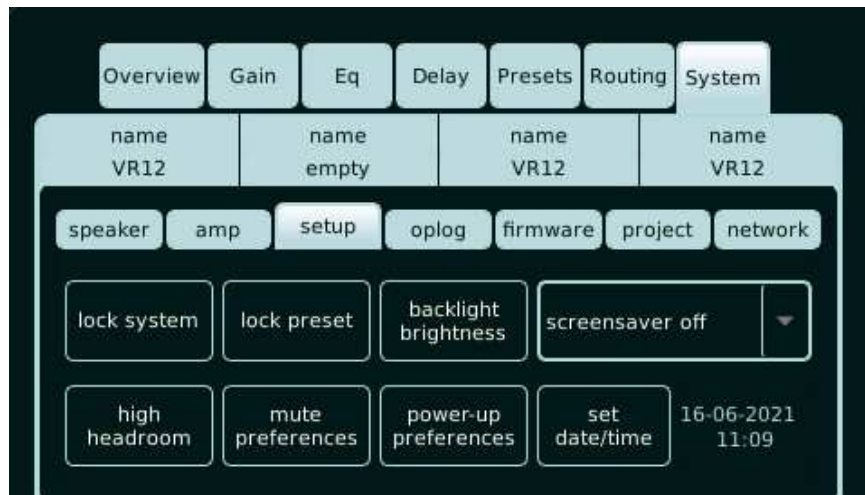 Overview Gain Eq Delay Presets Routing System
name name name name
VR12 empty VR12 VR12
speaker amp setup oplog firmware project network
lock system lock preset backlight brightness screensaver off
high headroom mute preferences power-up preferences set date/time 16-06-2021 11:09